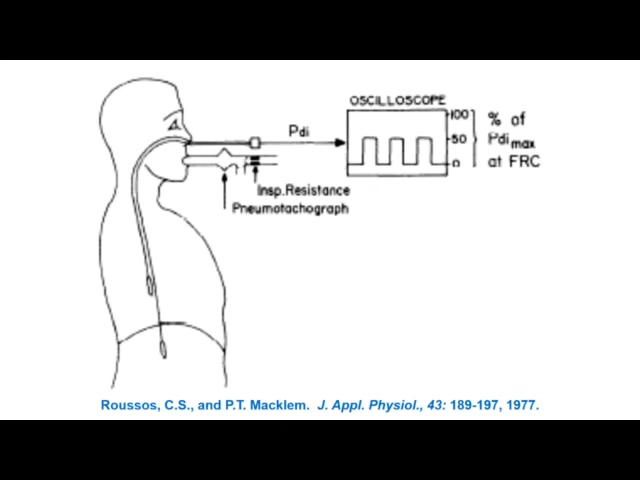 OSCILLOSCOPE
Pdi
100
50
0
% of
Pdi max
at FRC
Insp. Resistance
Pneumotachograph
Roussos, C.S., and P.T. Macklem. J. Appl. Physiol., 43: 189-197, 1977.